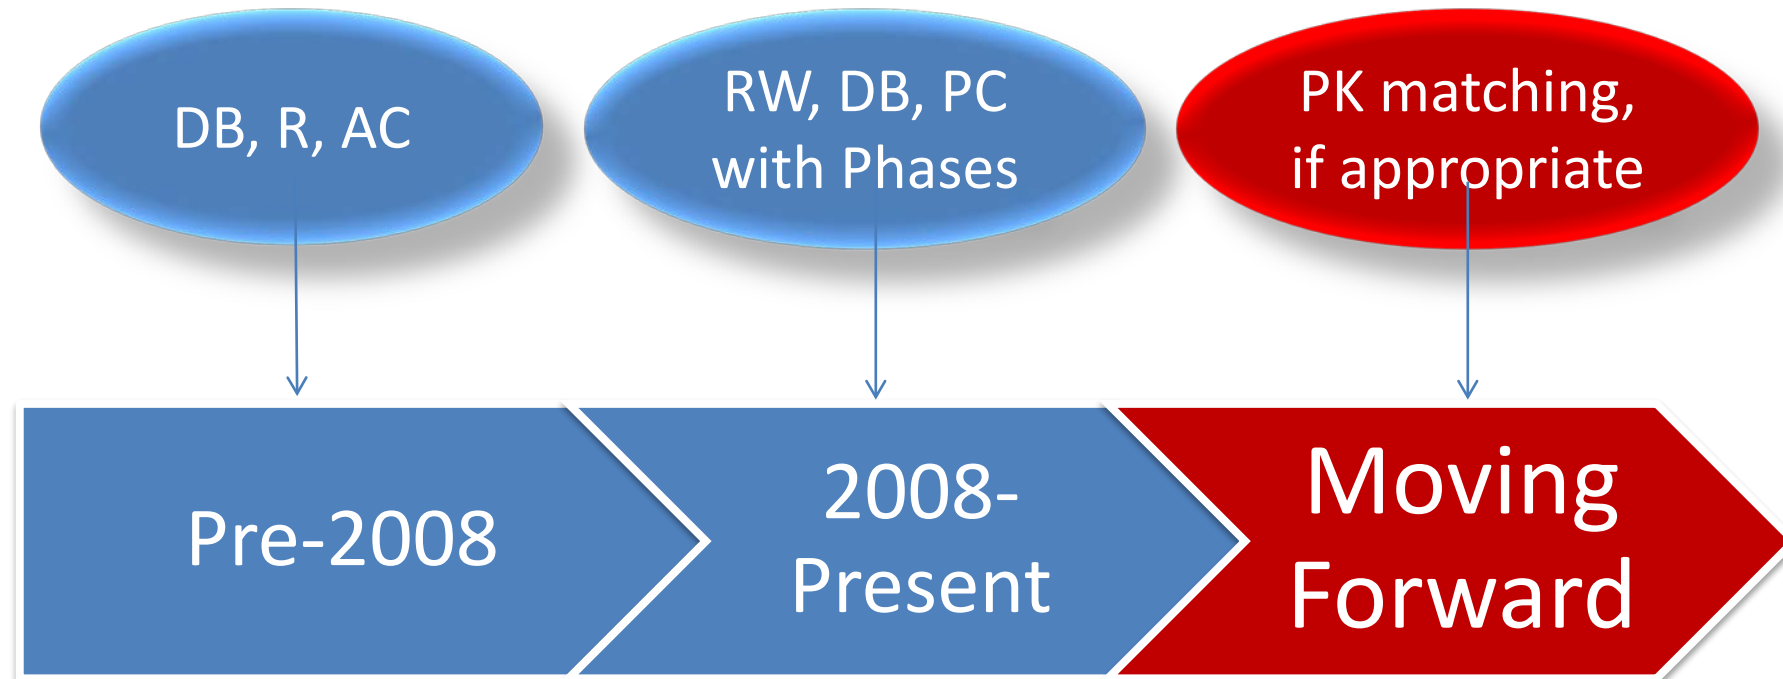 DB, R, AC
RW, DB, PC
with Phases
PK matching,
if appropriate
Pre-2008
2008-
Present
Moving
Forward